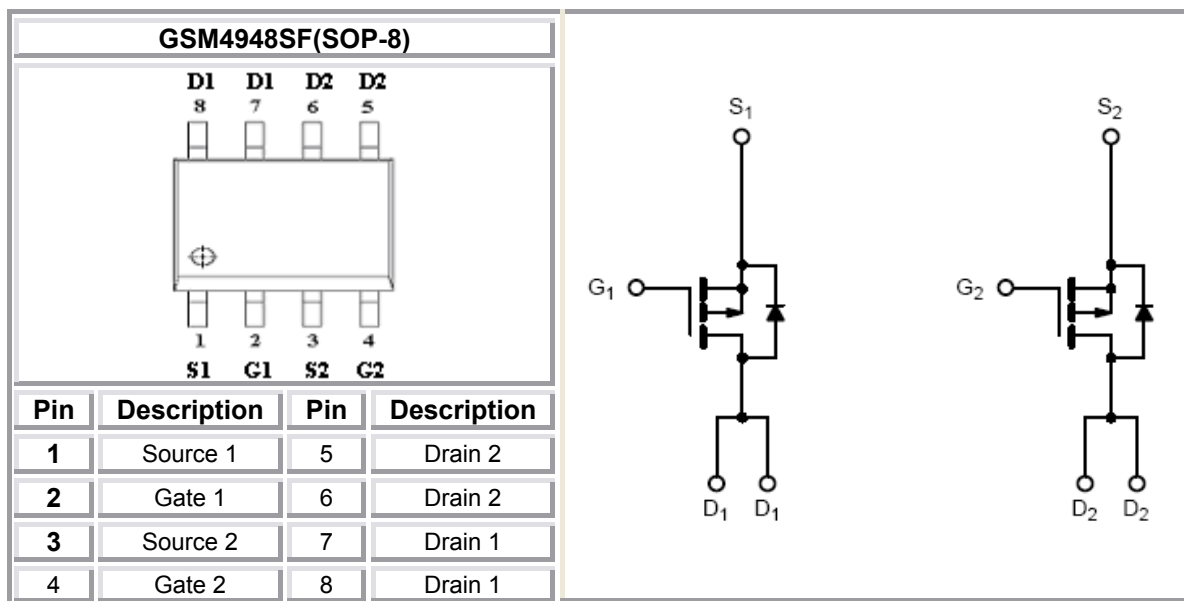 GSM4948SF(SOP-8)
D1 D1 D2 D2
8 7 6 5
1 2 3 4
S1 G1 S2 G2
Pin Description Pin Description
1 Source 1 5 Drain 2
2 Gate 1 6 Drain 2
3 Source 2 7 Drain 1
4 Gate 2 8 Drain 1
S1 S2
G1 G2
D1 D1 D2 D2